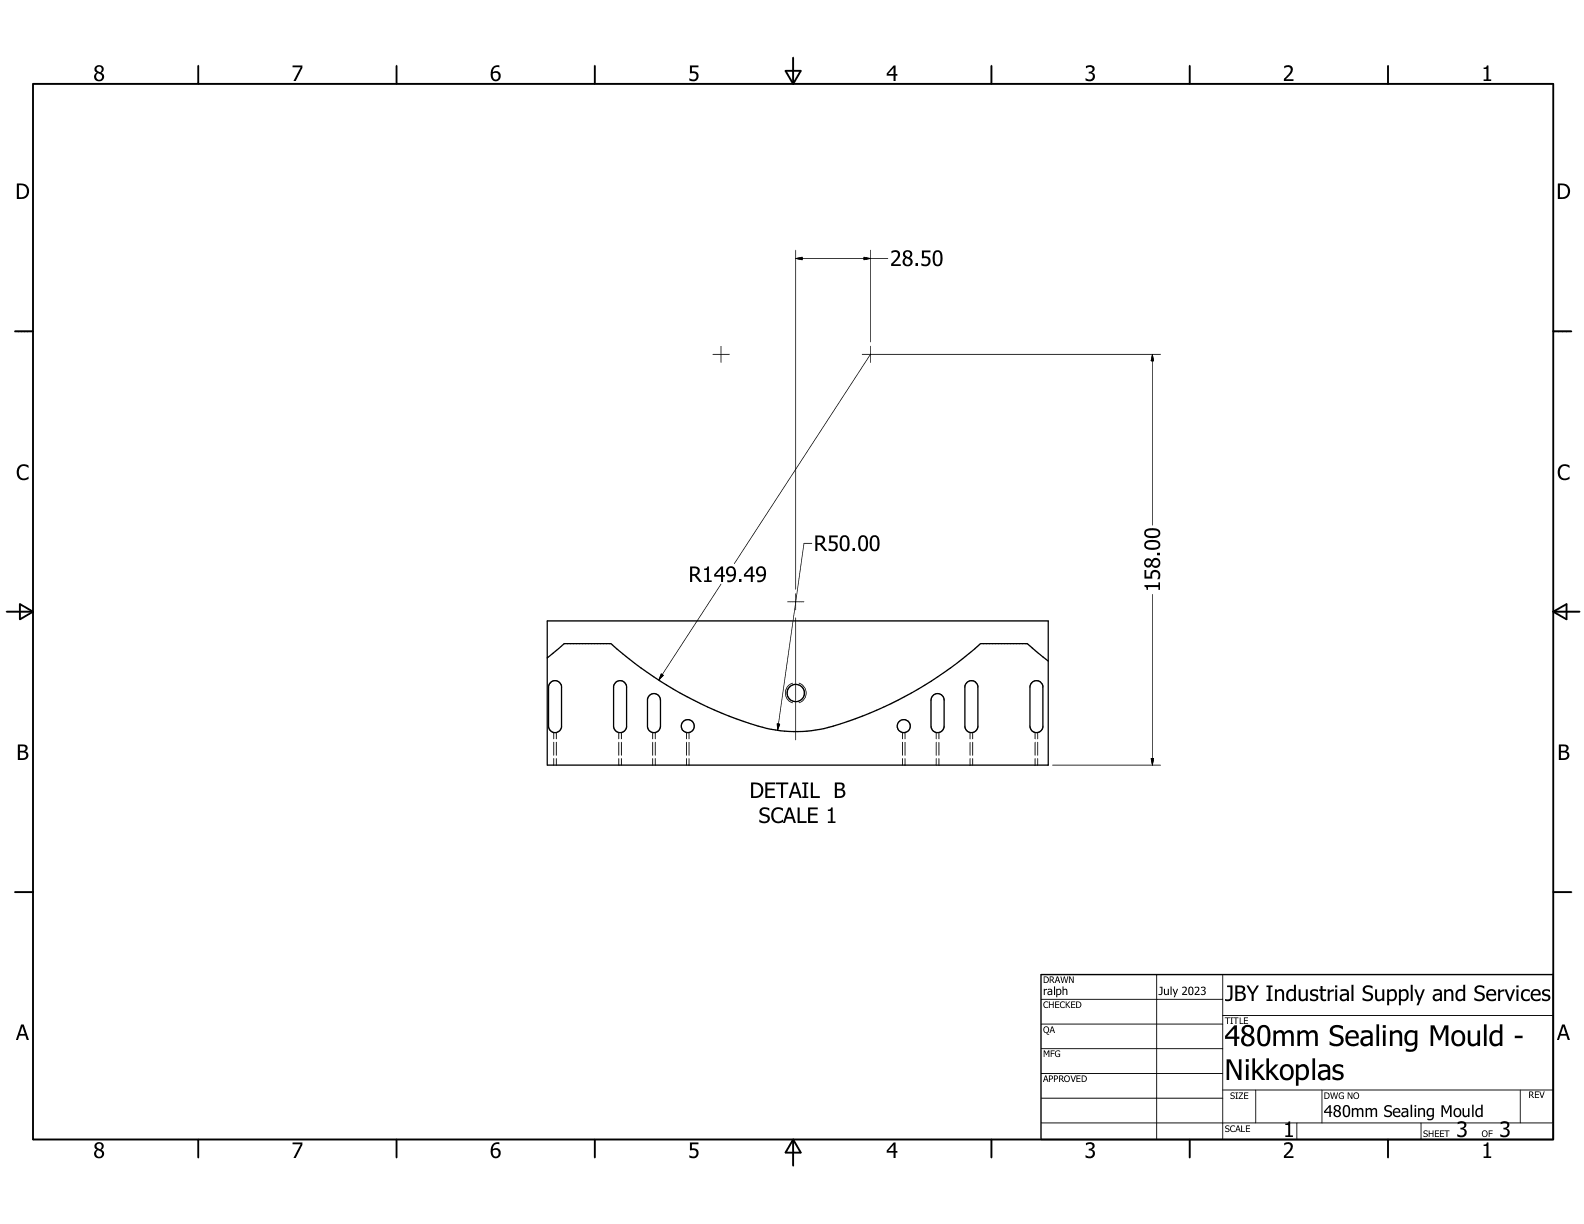 8 7 6 5 4 3 2 1
D D
28.50
C C
R50.00
158.00
R149.49
B B
DETAIL B
SCALE 1
DRAWN
ralph
July 2023
JBY Industrial Supply and Services
CHECKED
TITLE
480mm Sealing Mould -
Nikkoplas
QA
MFG
APPROVED
A A
SIZE
DWG NO
480mm Sealing Mould
REV
SCALE 1
SHEET 3 OF 3
8 7 6 5 4 3 2 1